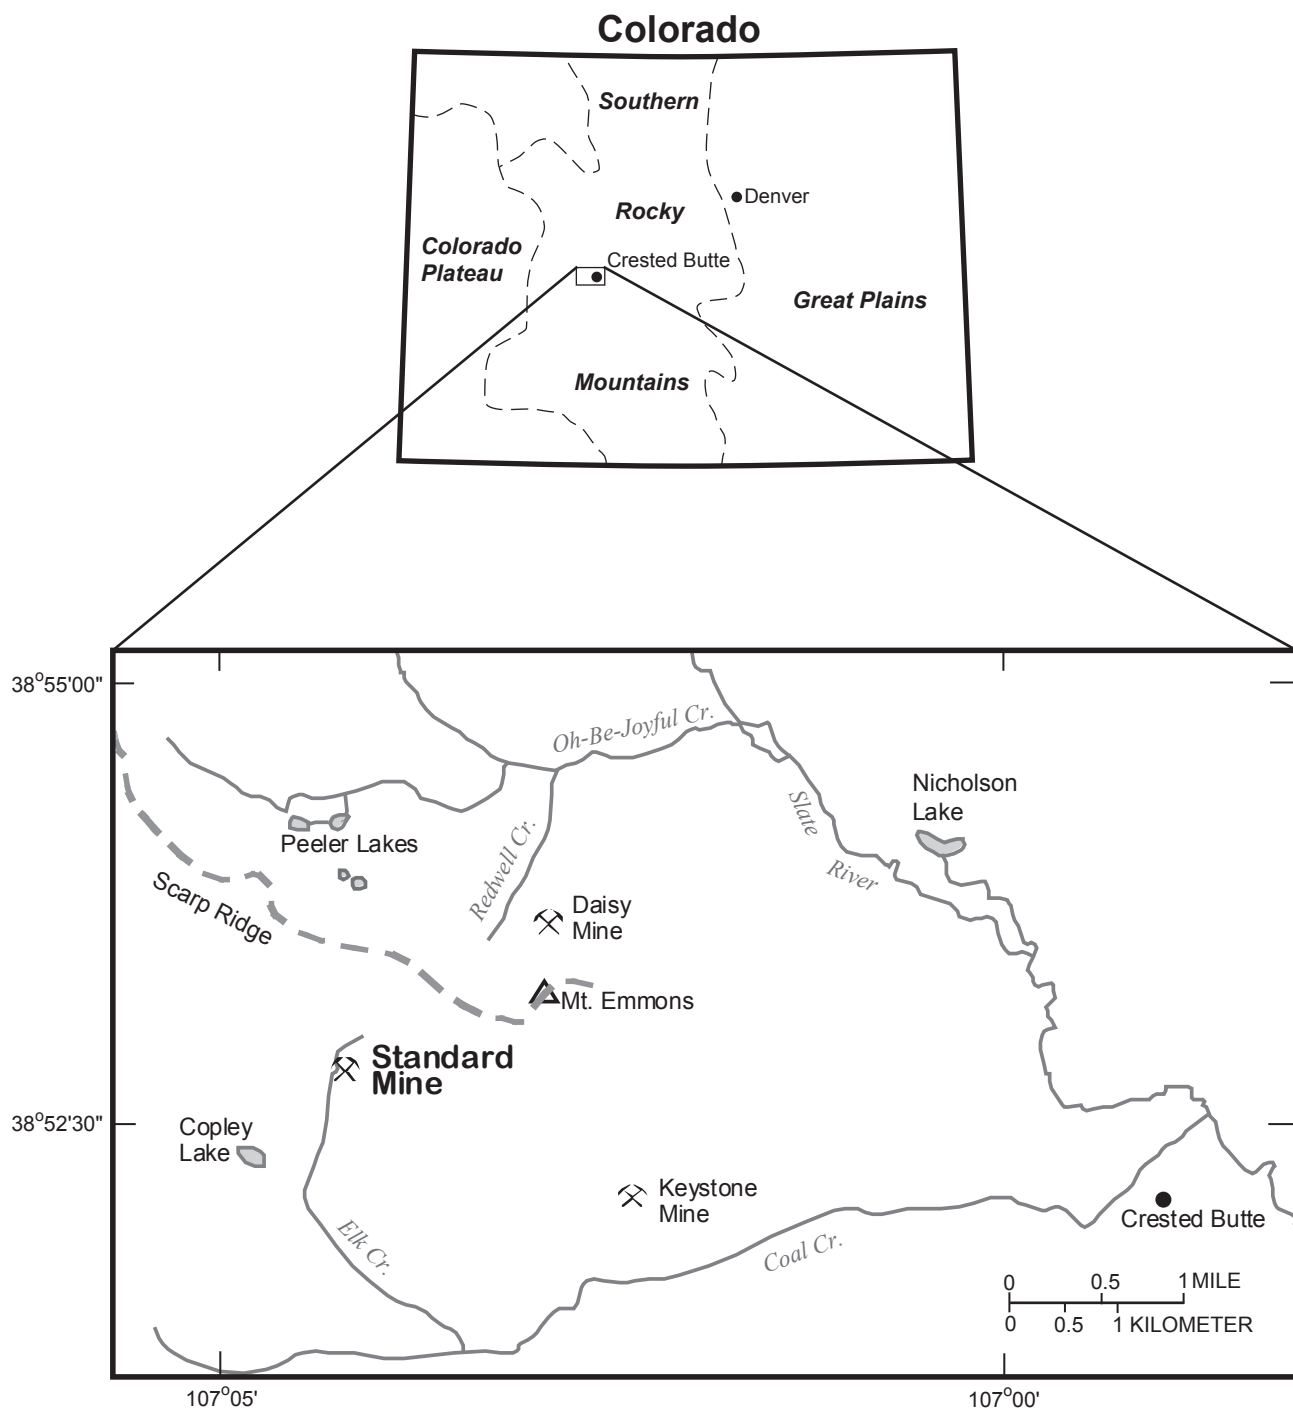 Colorado
Southern
Denver
Rocky
Colorado
Plateau
Crested Butte
Great Plains
Mountains
38°55'00"
Oh-Be-Joyful Cr.
Nicholson
Lake
Slate
River
Peeler Lakes
Redwell Cr.
Scarp Ridge
Daisy
Mine
Mt. Emmons
Standard
Mine
38°52'30"
Copley
Lake
Keystone
Mine
Crested Butte
Elk Cr.
Coal Cr.
0 0.5 1 MILE
0 0.5 1 KILOMETER
107°05'
107°00'